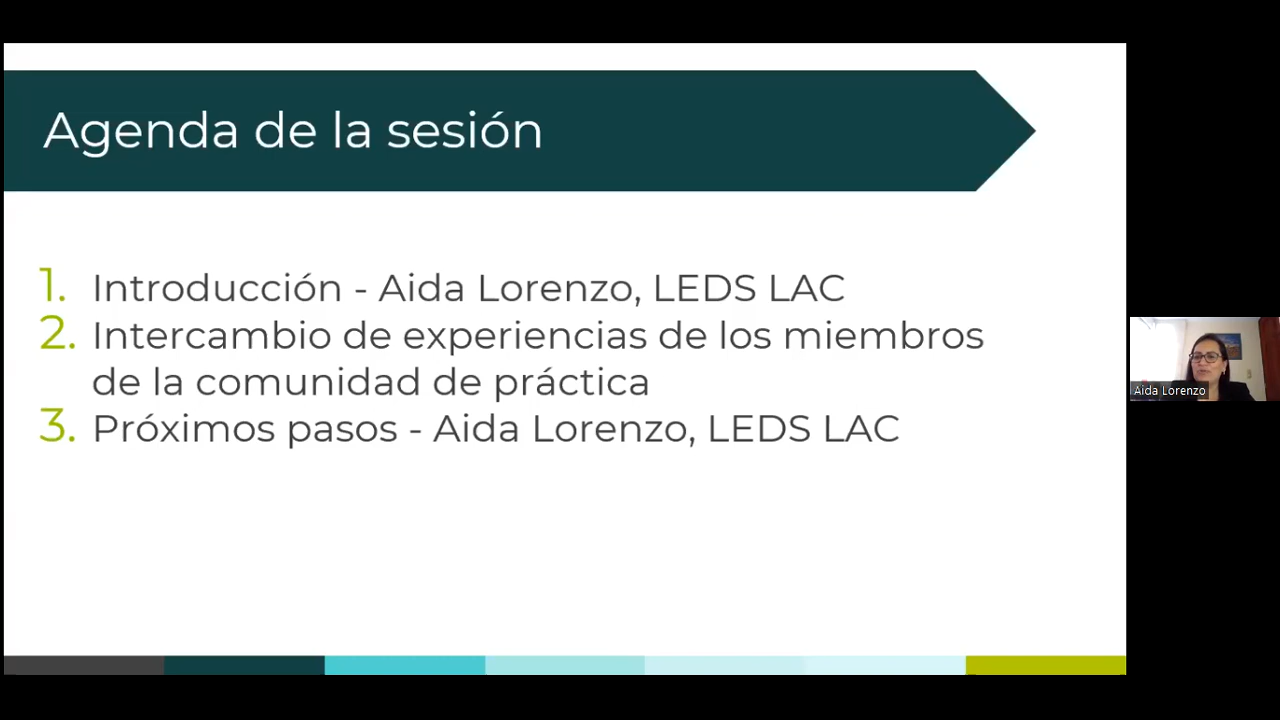 Agenda de la sesión
1. Introducción - Aida Lorenzo, LEDS LAC
2. Intercambio de experiencias de los miembros
de la comunidad de práctica
3. Próximos pasos - Aida Lorenzo, LEDS LAC
Aida Lorenzo